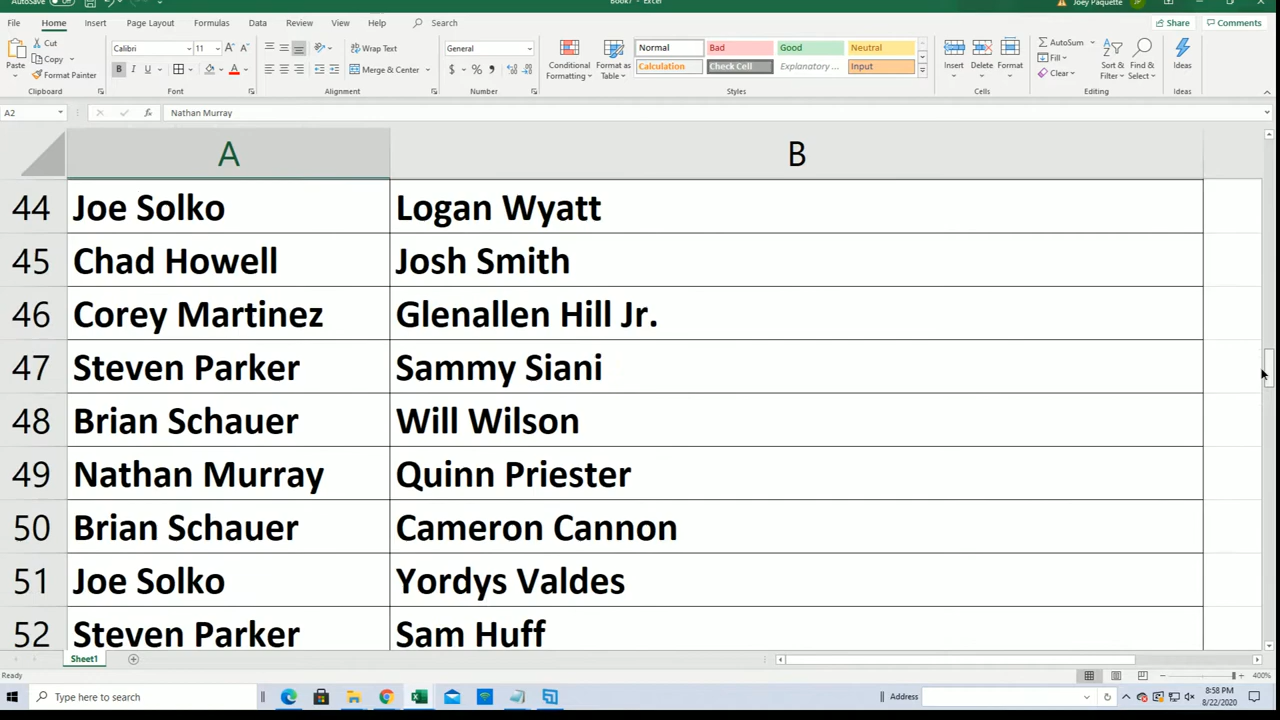 AutoSave Off
Book7 - Excel
Joey Paquette JP
File Home Insert Page Layout Formulas Data Review View Help Search
Share Comments
Paste Cut Copy Format Painter
Calibri 11
B I U
Wrap Text
Merge & Center
General
$ % ,
Conditional Formatting
Format as Table
Normal Bad Good Neutral
Calculation Check Cell Explanatory ... Input
Insert Delete Format
AutoSum Fill Clear
Sort & Filter
Find & Select
Ideas
Clipboard Font Alignment Number Styles Cells Editing Ideas
A2 fx Nathan Murray
A B
44 Joe Solko Logan Wyatt
45 Chad Howell Josh Smith
46 Corey Martinez Glenallen Hill Jr.
47 Steven Parker Sammy Siani
48 Brian Schauer Will Wilson
49 Nathan Murray Quinn Priester
50 Brian Schauer Cameron Cannon
51 Joe Solko Yordys Valdes
52 Steven Parker Sam Huff
Sheet1
Ready
400%
Type here to search
Address
8:58 PM
8/22/2020